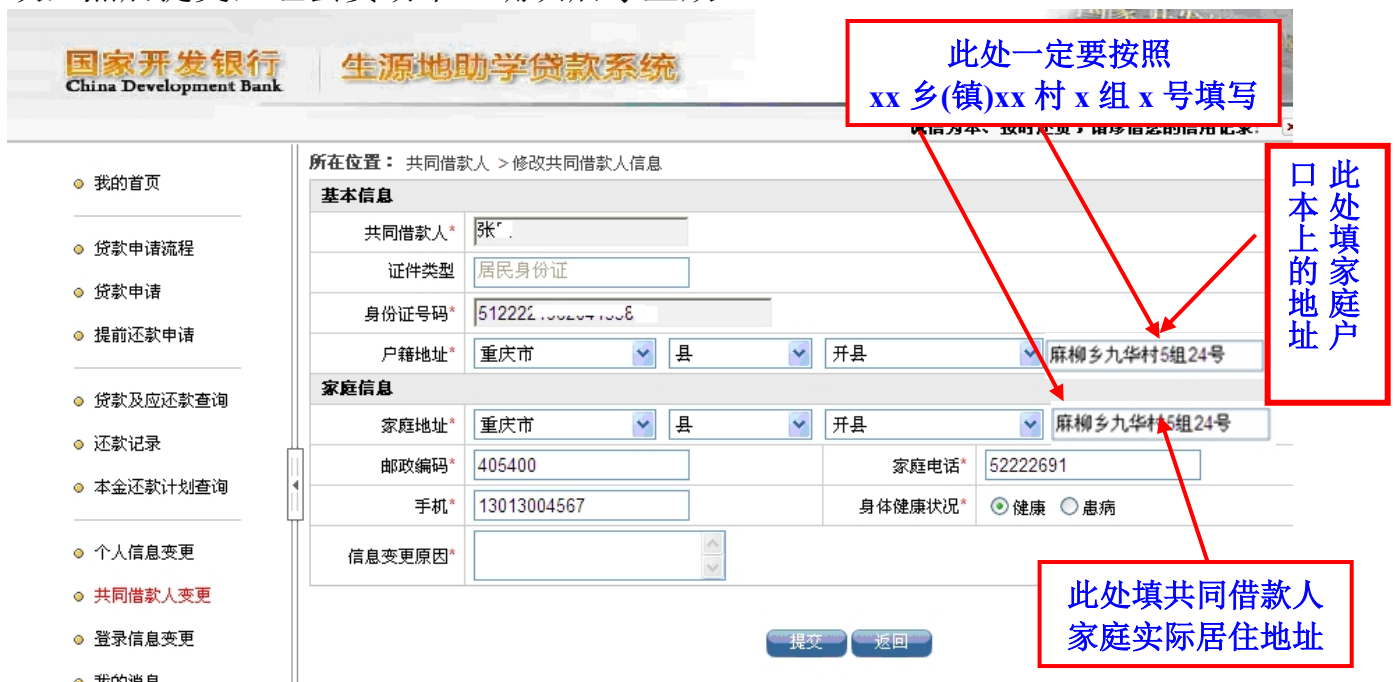 国家开发银行
China Development Bank
生源地助学贷款系统
此处一定要按照
xx 乡(镇)xx 村 x 组 x 号填写
所在位置： 共同借款人 >修改共同借款人信息
此处填家庭户
口本上的地址
我的首页
贷款申请流程
贷款申请
提前还款申请
贷款及应还款查询
还款记录
本金还款计划查询
个人信息变更
共同借款人变更
登录信息变更
我的消息
基本信息
共同借款人* 张
证件类型 居民身份证
身份证号码* 512222
户籍地址* 重庆市 县 开县 麻柳乡九华村5组24号
家庭信息
家庭地址* 重庆市 县 开县 麻柳乡九华村5组24号
邮政编码* 405400 家庭电话* 52222691
手机* 13013004567 身体健康状况* 健康 患病
信息变更原因*
此处填共同借款人
家庭实际居住地址
提交 返回